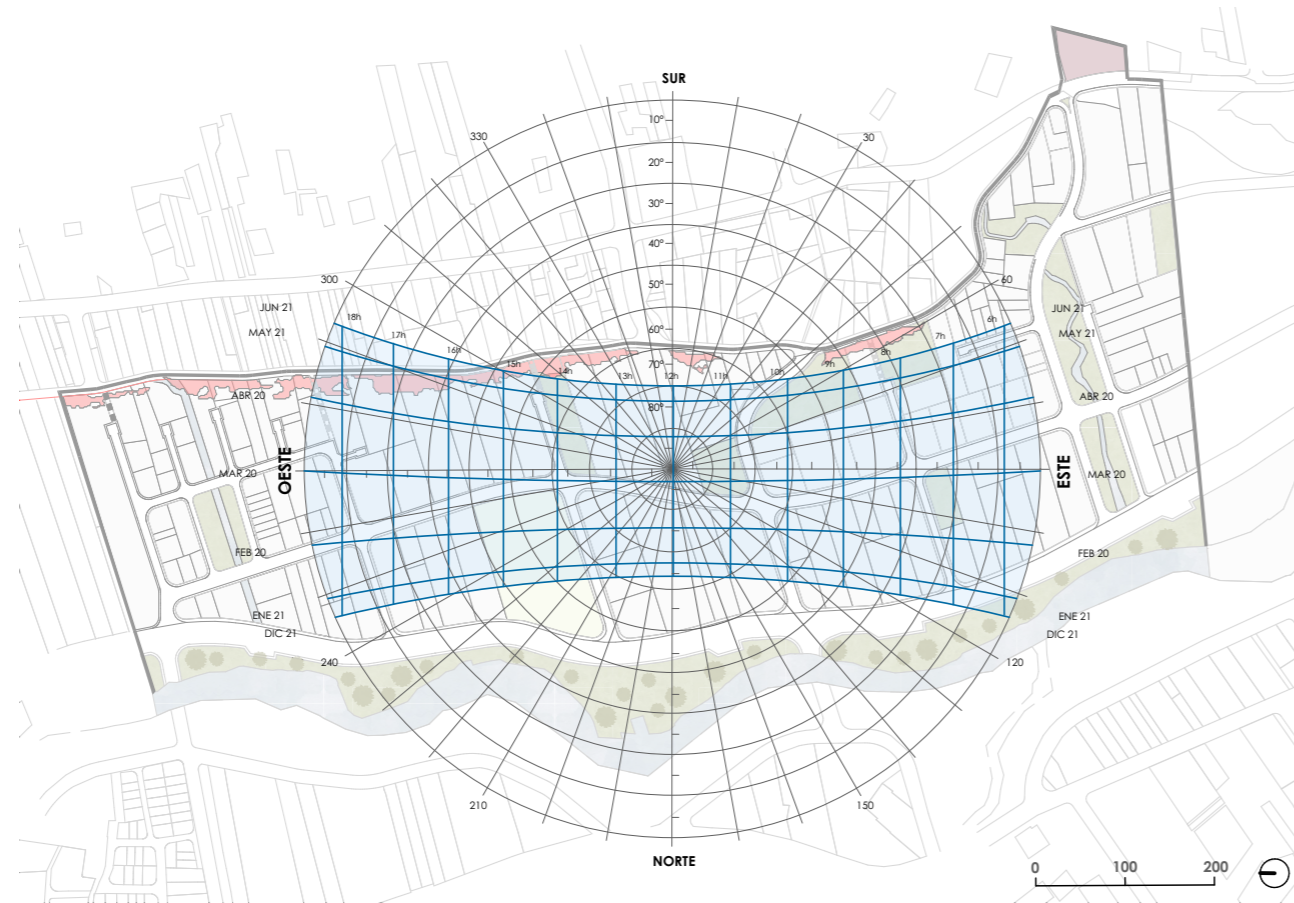 SUR
10°
330
30
20°
30°
40°
300
50°
60
JUN 21
JUN 21
18h
6h
MAY 21
17h
60°
7h
MAY 21
16h
15h
14h
13h
70°
12h
11h
10h
9h
8h
ABR 20
80°
ABR 20
OESTE
MAR 20
ESTE
MAR 20
FEB 20
FEB 20
ENE 21
ENE 21
DIC 21
DIC 21
240
120
210
150
NORTE
0 100 200